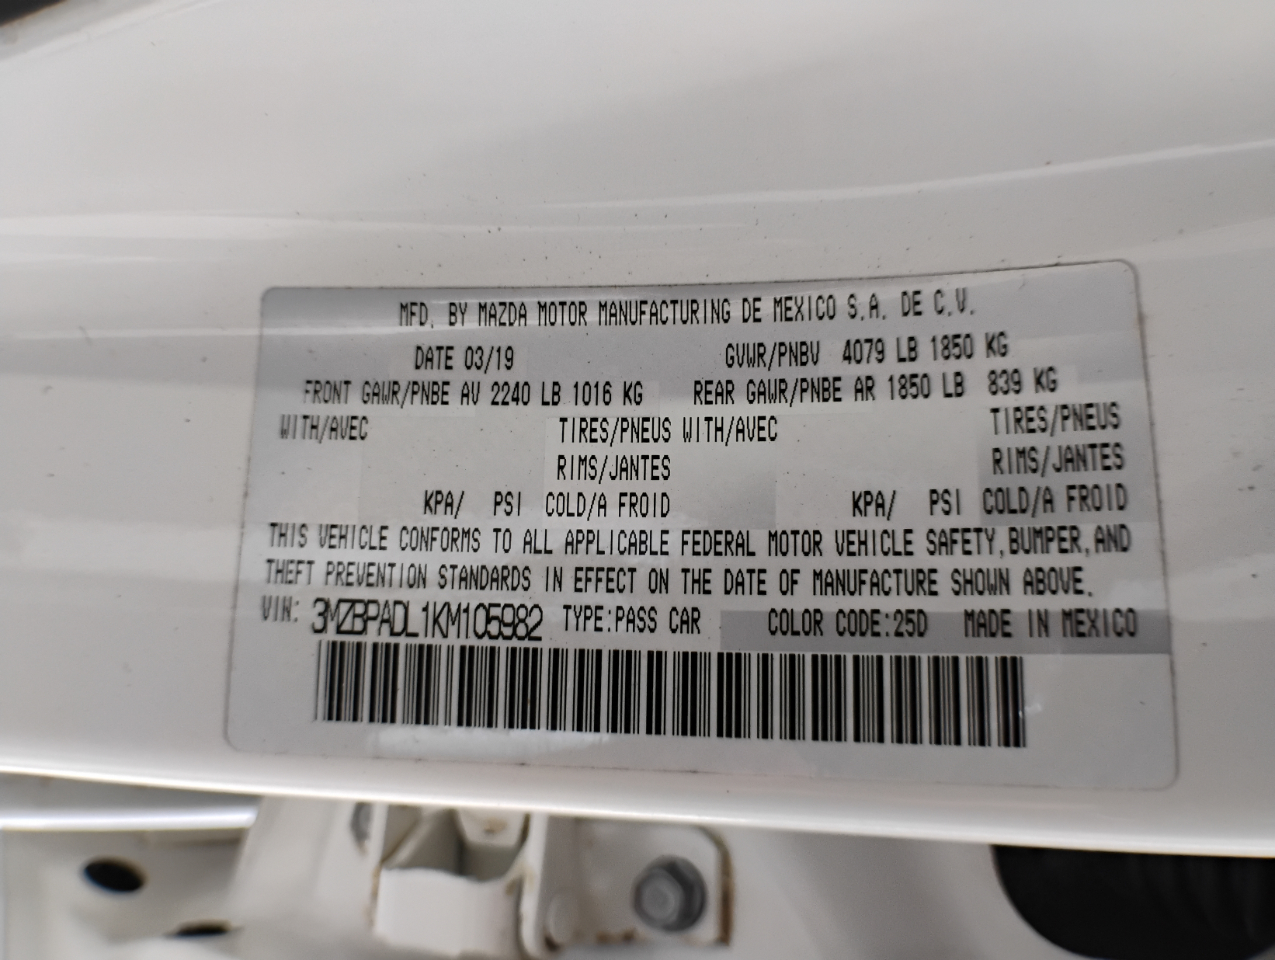 MFD. BY MAZDA MOTOR MANUFACTURING DE MEXICO S.A. DE C.V.
DATE 03/19 GVWR/PNBV 4079 LB 1850 KG
FRONT GAWR/PNBE AV 2240 LB 1016 KG REAR GAWR/PNBE AR 1850 LB 839 KG
WITH/AVEC TIRES/PNEUS WITH/AVEC TIRES/PNEUS
RIMS/JANTES RIMS/JANTES
KPA/ PSI COLD/A FROID KPA/ PSI COLD/A FROID
THIS VEHICLE CONFORMS TO ALL APPLICABLE FEDERAL MOTOR VEHICLE SAFETY, BUMPER, AND
THEFT PREVENTION STANDARDS IN EFFECT ON THE DATE OF MANUFACTURE SHOWN ABOVE.
VIN: 3MZBPADL1KM105982 TYPE:PASS CAR COLOR CODE:25D MADE IN MEXICO